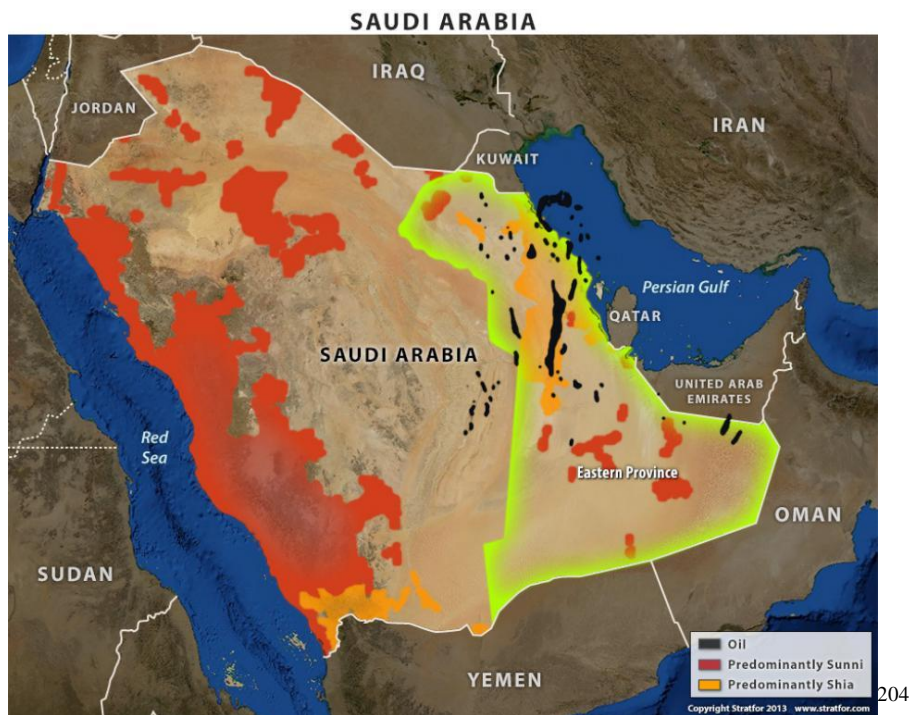 SAUDI ARABIA
IRAQ
JORDAN
IRAN
KUWAIT
Persian Gulf
QATAR
SAUDI ARABIA
UNITED ARAB
EMIRATES
Red
Sea
Eastern Province
OMAN
SUDAN
YEMEN
Oil
Predominantly Sunni
Predominantly Shia
204
Copyright Stratfor 2013 www.stratfor.com